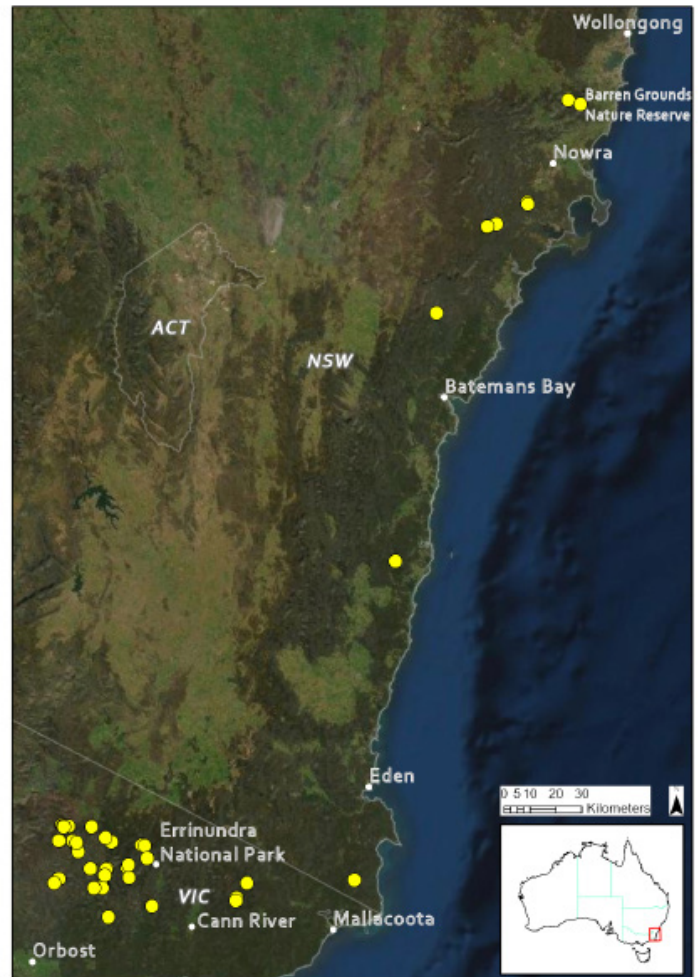 Wollongong
Barren Grounds
Nature Reserve
Nowra
ACT
NSW
Batemans Bay
Eden
0 5 10 20 30
Kilometers
N
Errinundra
National Park
VIC
Cann River
Mallacoota
Orbost